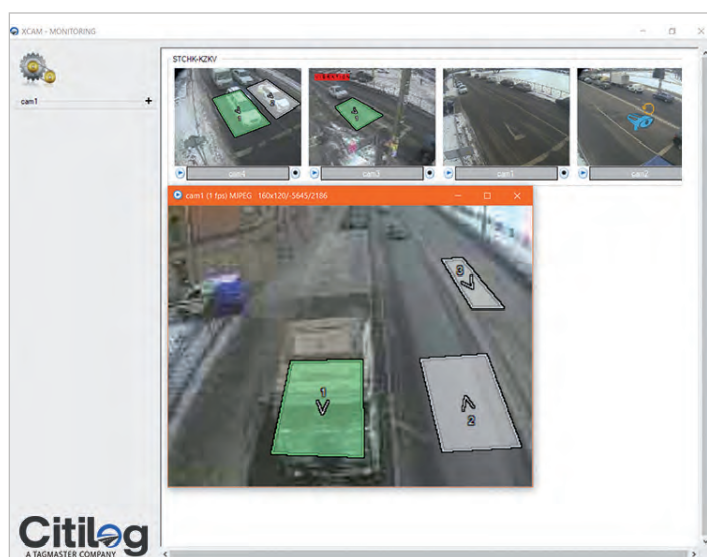 XCAM - MONITORING
STCHK-KZKV
cam1 +
cam4
cam3
cam1
cam2
cam1 (1 fps) MJPEG 160x120/-5645/2186
3
1
2
Citilog
A TAGMASTER COMPANY